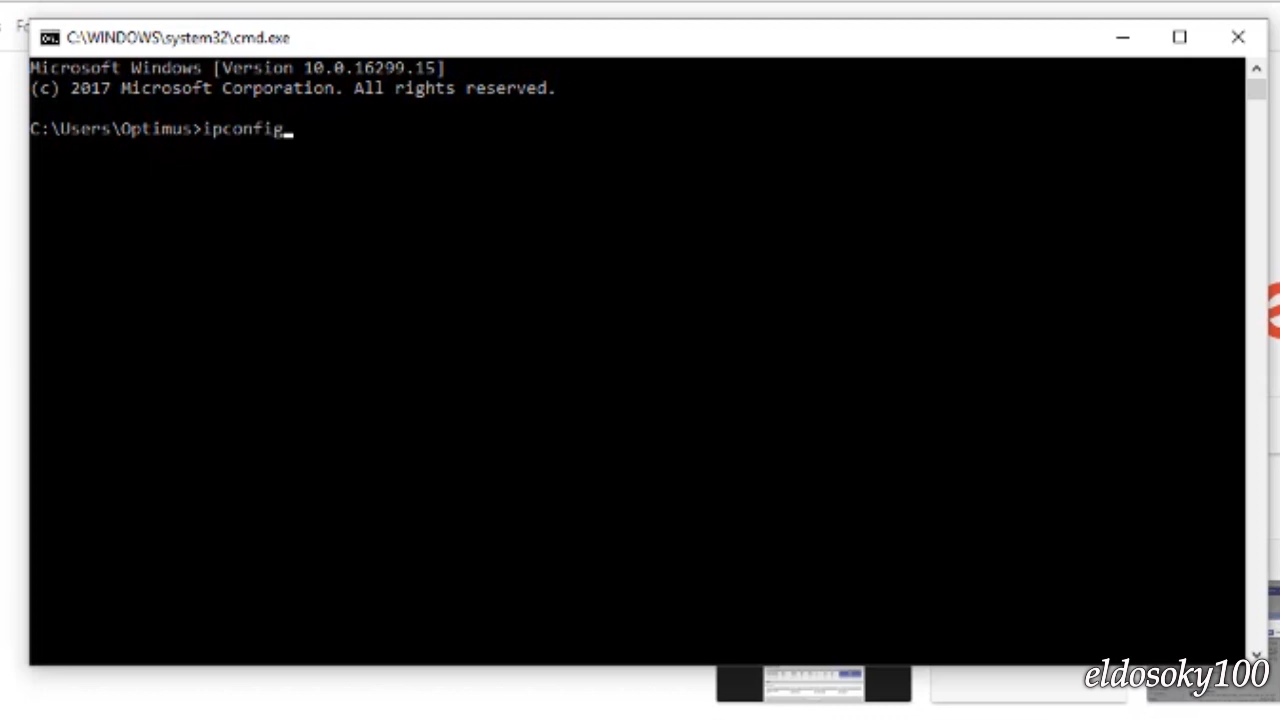 C:\WINDOWS\system32\cmd.exe
Microsoft Windows [Version 10.0.16299.15]
(c) 2017 Microsoft Corporation. All rights reserved.
C:\Users\Optimus>ipconfig_
eldosoky100